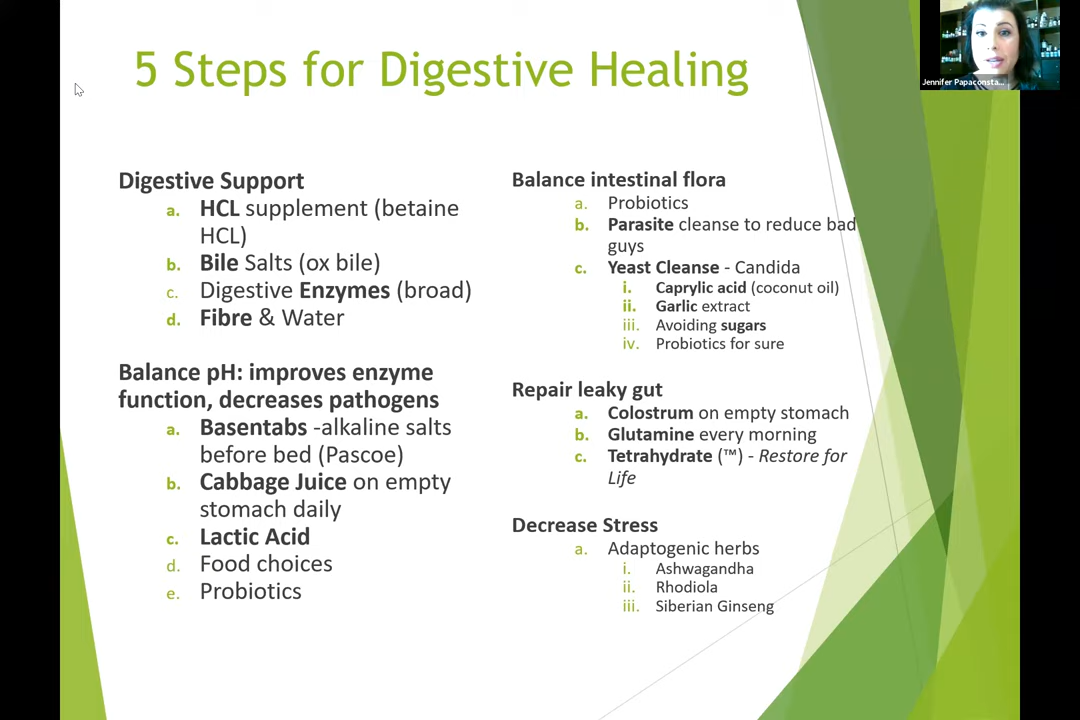 5 Steps for Digestive Healing
Jennifer Papaconsta...
Digestive Support
a. HCL supplement (betaine
HCL)
b. Bile Salts (ox bile)
c. Digestive Enzymes (broad)
d. Fibre & Water
Balance pH: improves enzyme
function, decreases pathogens
a. Basentabs -alkaline salts
before bed (Pascoe)
b. Cabbage Juice on empty
stomach daily
c. Lactic Acid
d. Food choices
e. Probiotics
Balance intestinal flora
a. Probiotics
b. Parasite cleanse to reduce bad
guys
c. Yeast Cleanse - Candida
i. Caprylic acid (coconut oil)
ii. Garlic extract
iii. Avoiding sugars
iv. Probiotics for sure
Repair leaky gut
a. Colostrum on empty stomach
b. Glutamine every morning
c. Tetrahydrate (™) - Restore for
Life
Decrease Stress
a. Adaptogenic herbs
i. Ashwagandha
ii. Rhodiola
iii. Siberian Ginseng